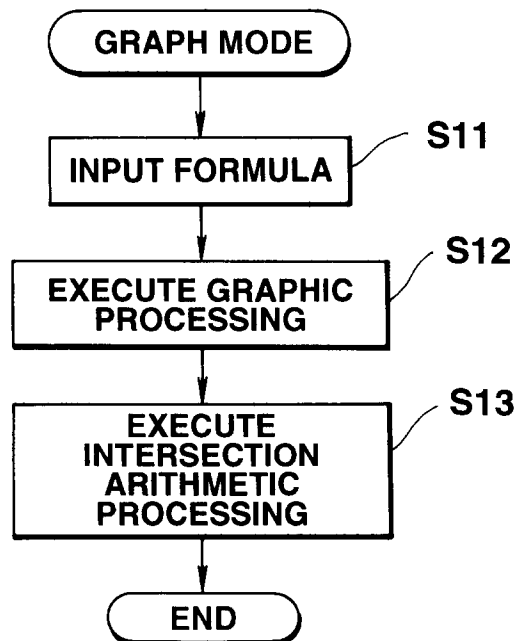 GRAPH MODE
S11
INPUT FORMULA
S12
EXECUTE GRAPHIC
PROCESSING
S13
EXECUTE
INTERSECTION
ARITHMETIC
PROCESSING
END